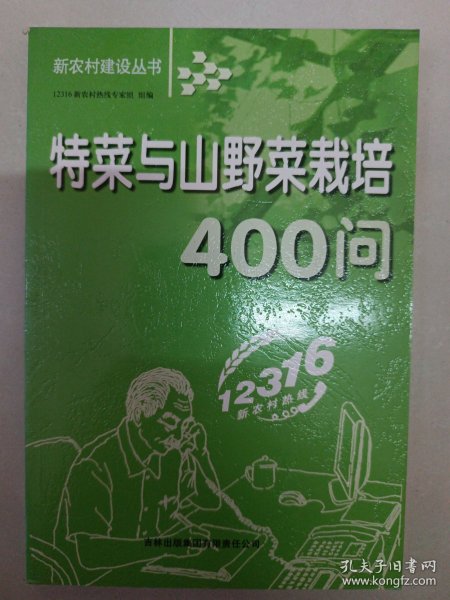 新农村建设丛书
12316新农村热线专家组 组编
特菜与山野菜栽培
400问
12316
新农村热线
吉林出版集团有限责任公司
孔夫子旧书网
www.kongfz.com